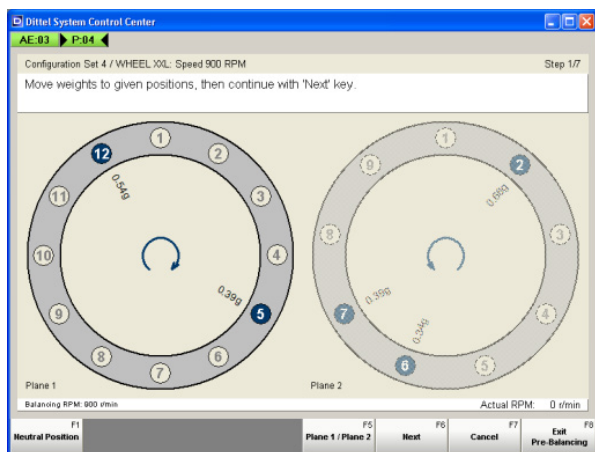 Dittel System Control Center
AE:03 P:04
Configuration Set 4 / WHEEL XXL: Speed 900 RPM Step 1/7
Move weights to given positions, then continue with 'Next' key.
1
2
3
4
5
6
7
8
9
10
11
12
0.54g
0.39g
Plane 1
1
2
3
4
5
6
7
8
9
0.68g
0.34g
0.39g
Plane 2
Balancing RPM: 900 r/min Actual RPM: 0 r/min
F1 F5 F6 F7 F8
Neutral Position Plane 1 / Plane 2 Next Cancel Exit
Pre-Balancing